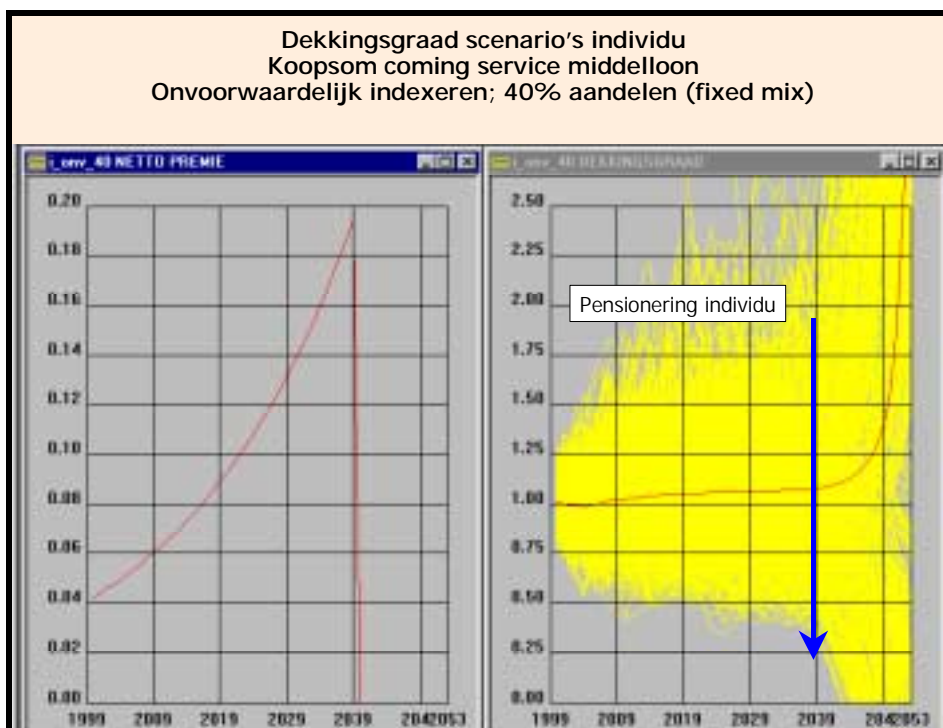 Dekkingsgraad scenario's individu
Koopsom coming service middelloon
Onvoorwaardelijk indexeren; 40% aandelen (fixed mix)
i_onv_40 NETTO PREMIE
0.20
0.18
0.16
0.14
0.12
0.10
0.08
0.06
0.04
0.02
0.00
1999 2009 2019 2029 2039 2042053
i_onv_40 DEKKINGSGRAAD
2.50
2.25
2.00
Pensionering individu
1.75
1.50
1.25
1.00
0.75
0.50
0.25
0.00
1999 2009 2019 2029 2039 2042053